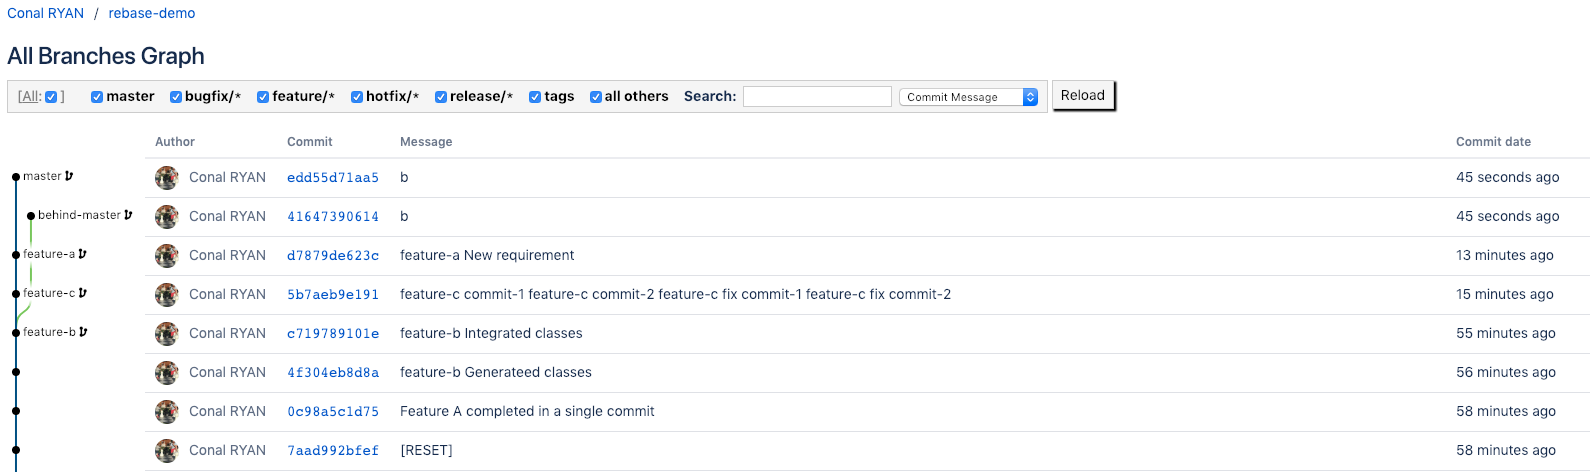 Conal RYAN / rebase-demo
All Branches Graph
[All: ] master bugfix/* feature/* hotfix/* release/* tags all others Search: Commit Message Reload
Author Commit Message Commit date
master Conal RYAN edd55d71aa5 b 45 seconds ago
behind-master Conal RYAN 41647390614 b 45 seconds ago
feature-a Conal RYAN d7879de623c feature-a New requirement 13 minutes ago
feature-c Conal RYAN 5b7aeb9e191 feature-c commit-1 feature-c commit-2 feature-c fix commit-1 feature-c fix commit-2 15 minutes ago
feature-b Conal RYAN c719789101e feature-b Integrated classes 55 minutes ago
Conal RYAN 4f304eb8d8a feature-b Generateed classes 56 minutes ago
Conal RYAN 0c98a5c1d75 Feature A completed in a single commit 58 minutes ago
Conal RYAN 7aad992bfef [RESET] 58 minutes ago